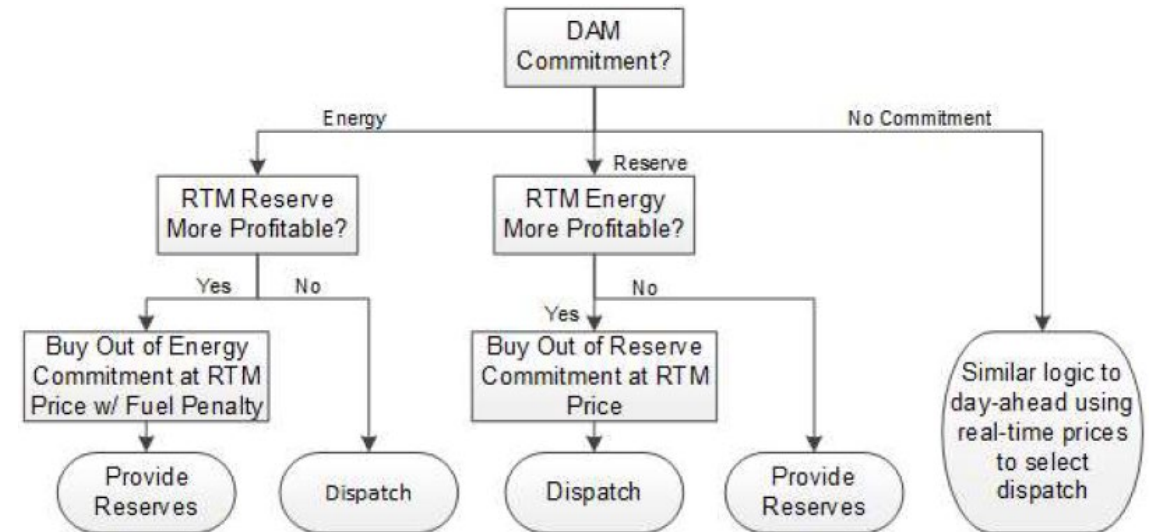 DAM
Commitment?
Energy
No Commitment
Reserve
RTM Reserve
More Profitable?
RTM Energy
More Profitable?
Yes
No
Yes
No
Buy Out of Energy
Commitment at RTM
Price w/ Fuel Penalty
Buy Out of Reserve
Commitment at RTM
Price
Similar logic to
day-ahead using
real-time prices
to select
dispatch
Provide
Reserves
Dispatch
Dispatch
Provide
Reserves